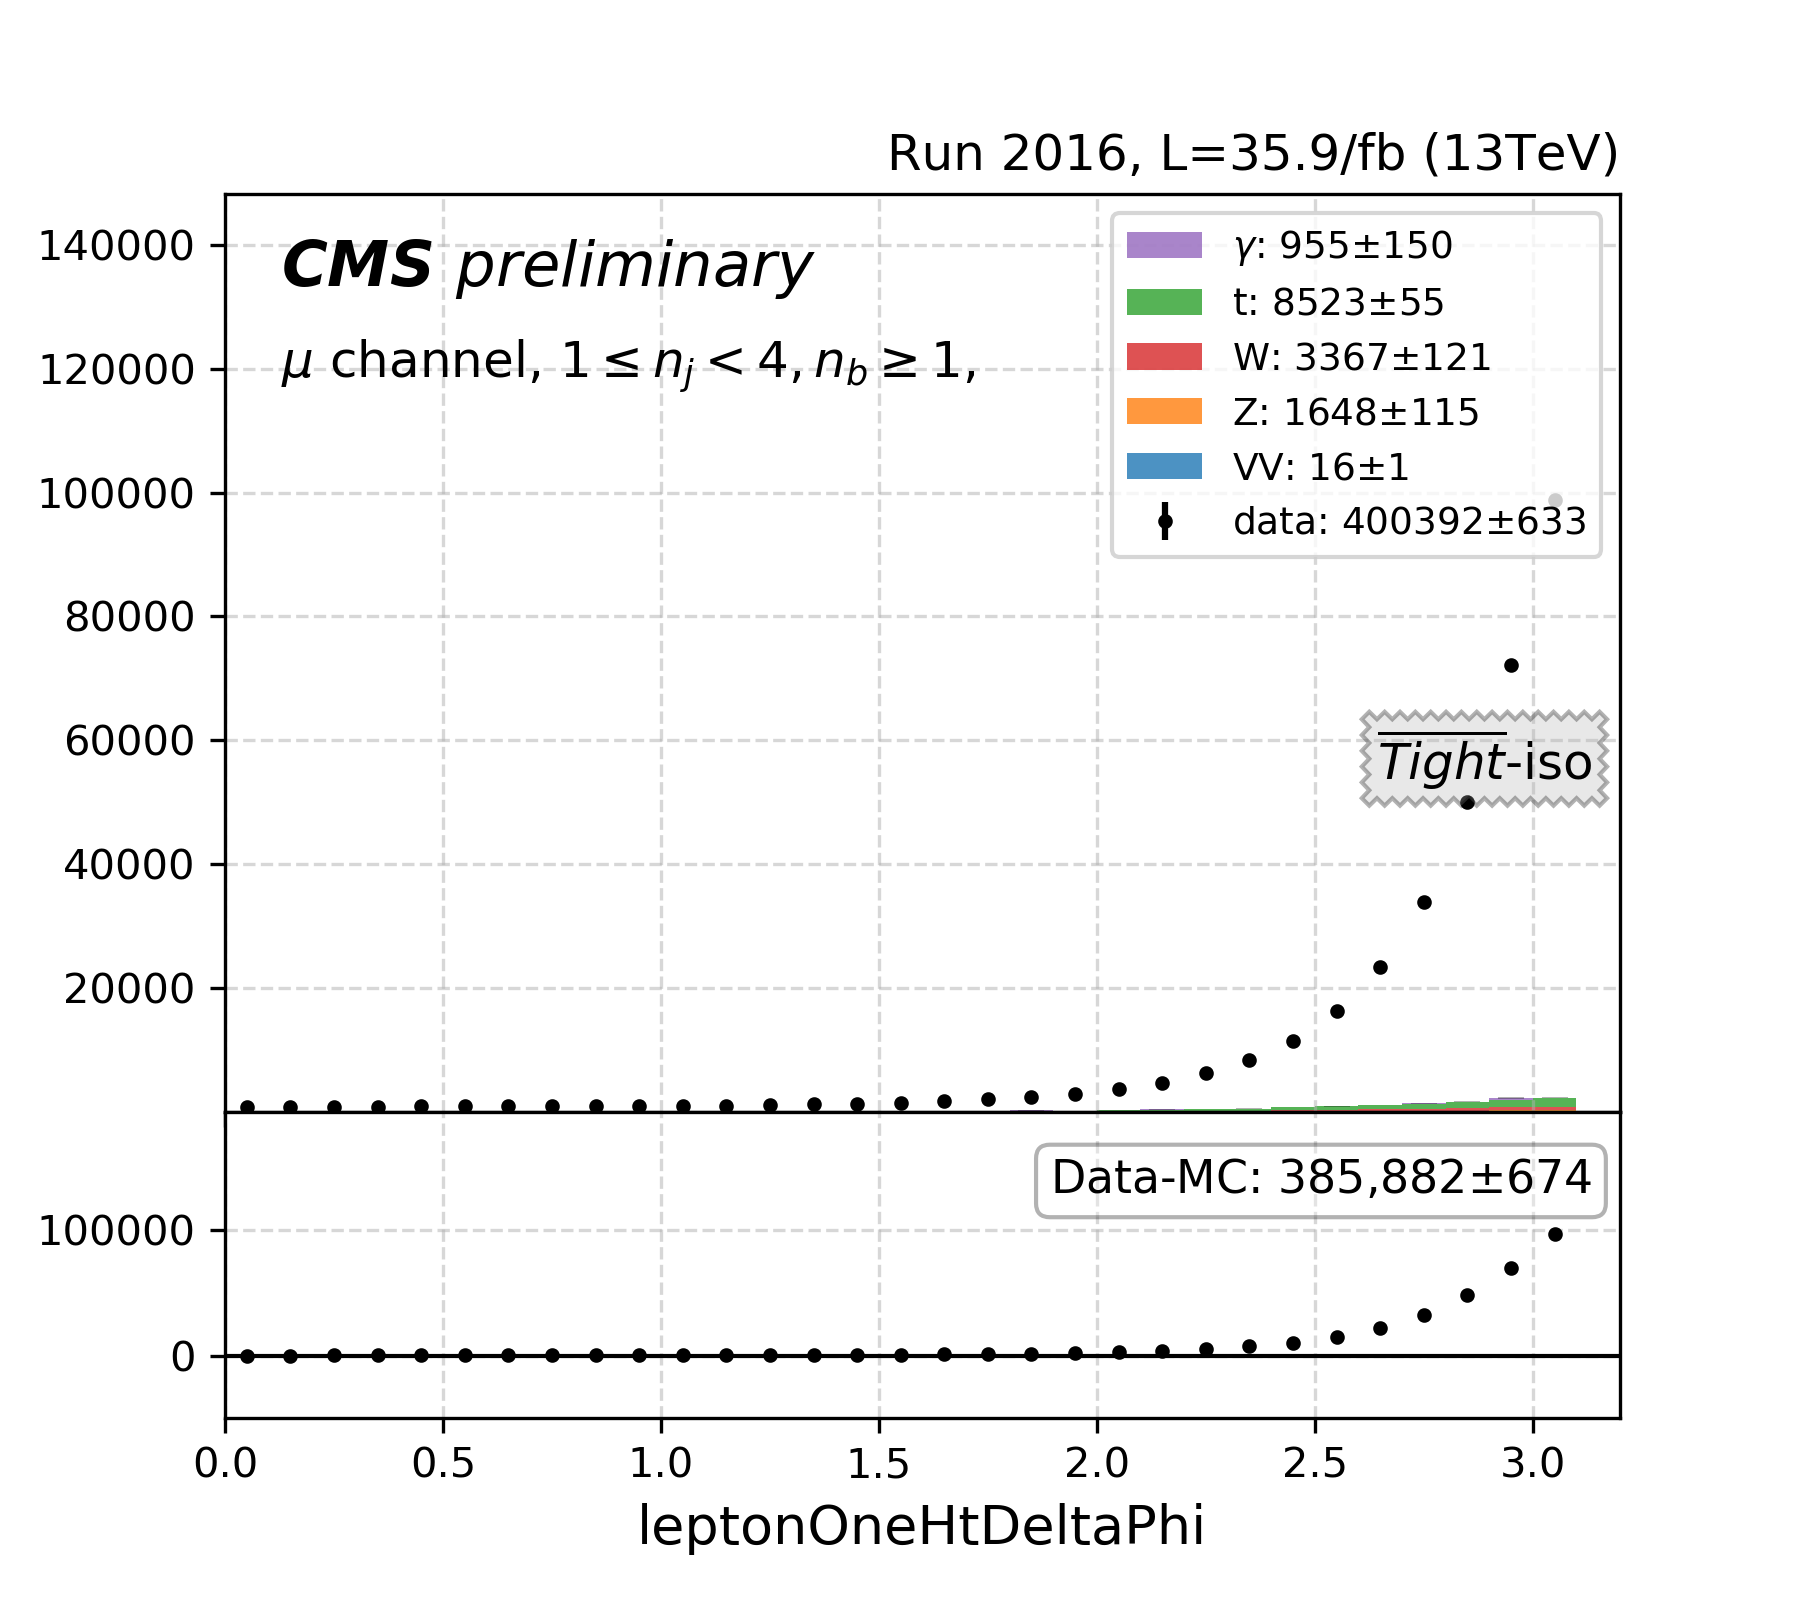 Run 2016, L=35.9/fb (13TeV)
CMS preliminary
μ channel, 1 ≤ n_j < 4, n_b ≥ 1,
γ: 955±150
t: 8523±55
W: 3367±121
Z: 1648±115
VV: 16±1
data: 400392±633
140000
120000
100000
80000
60000
40000
20000
Tight-iso
Data-MC: 385,882±674
100000
0
0.0 0.5 1.0 1.5 2.0 2.5 3.0
leptonOneHtDeltaPhi